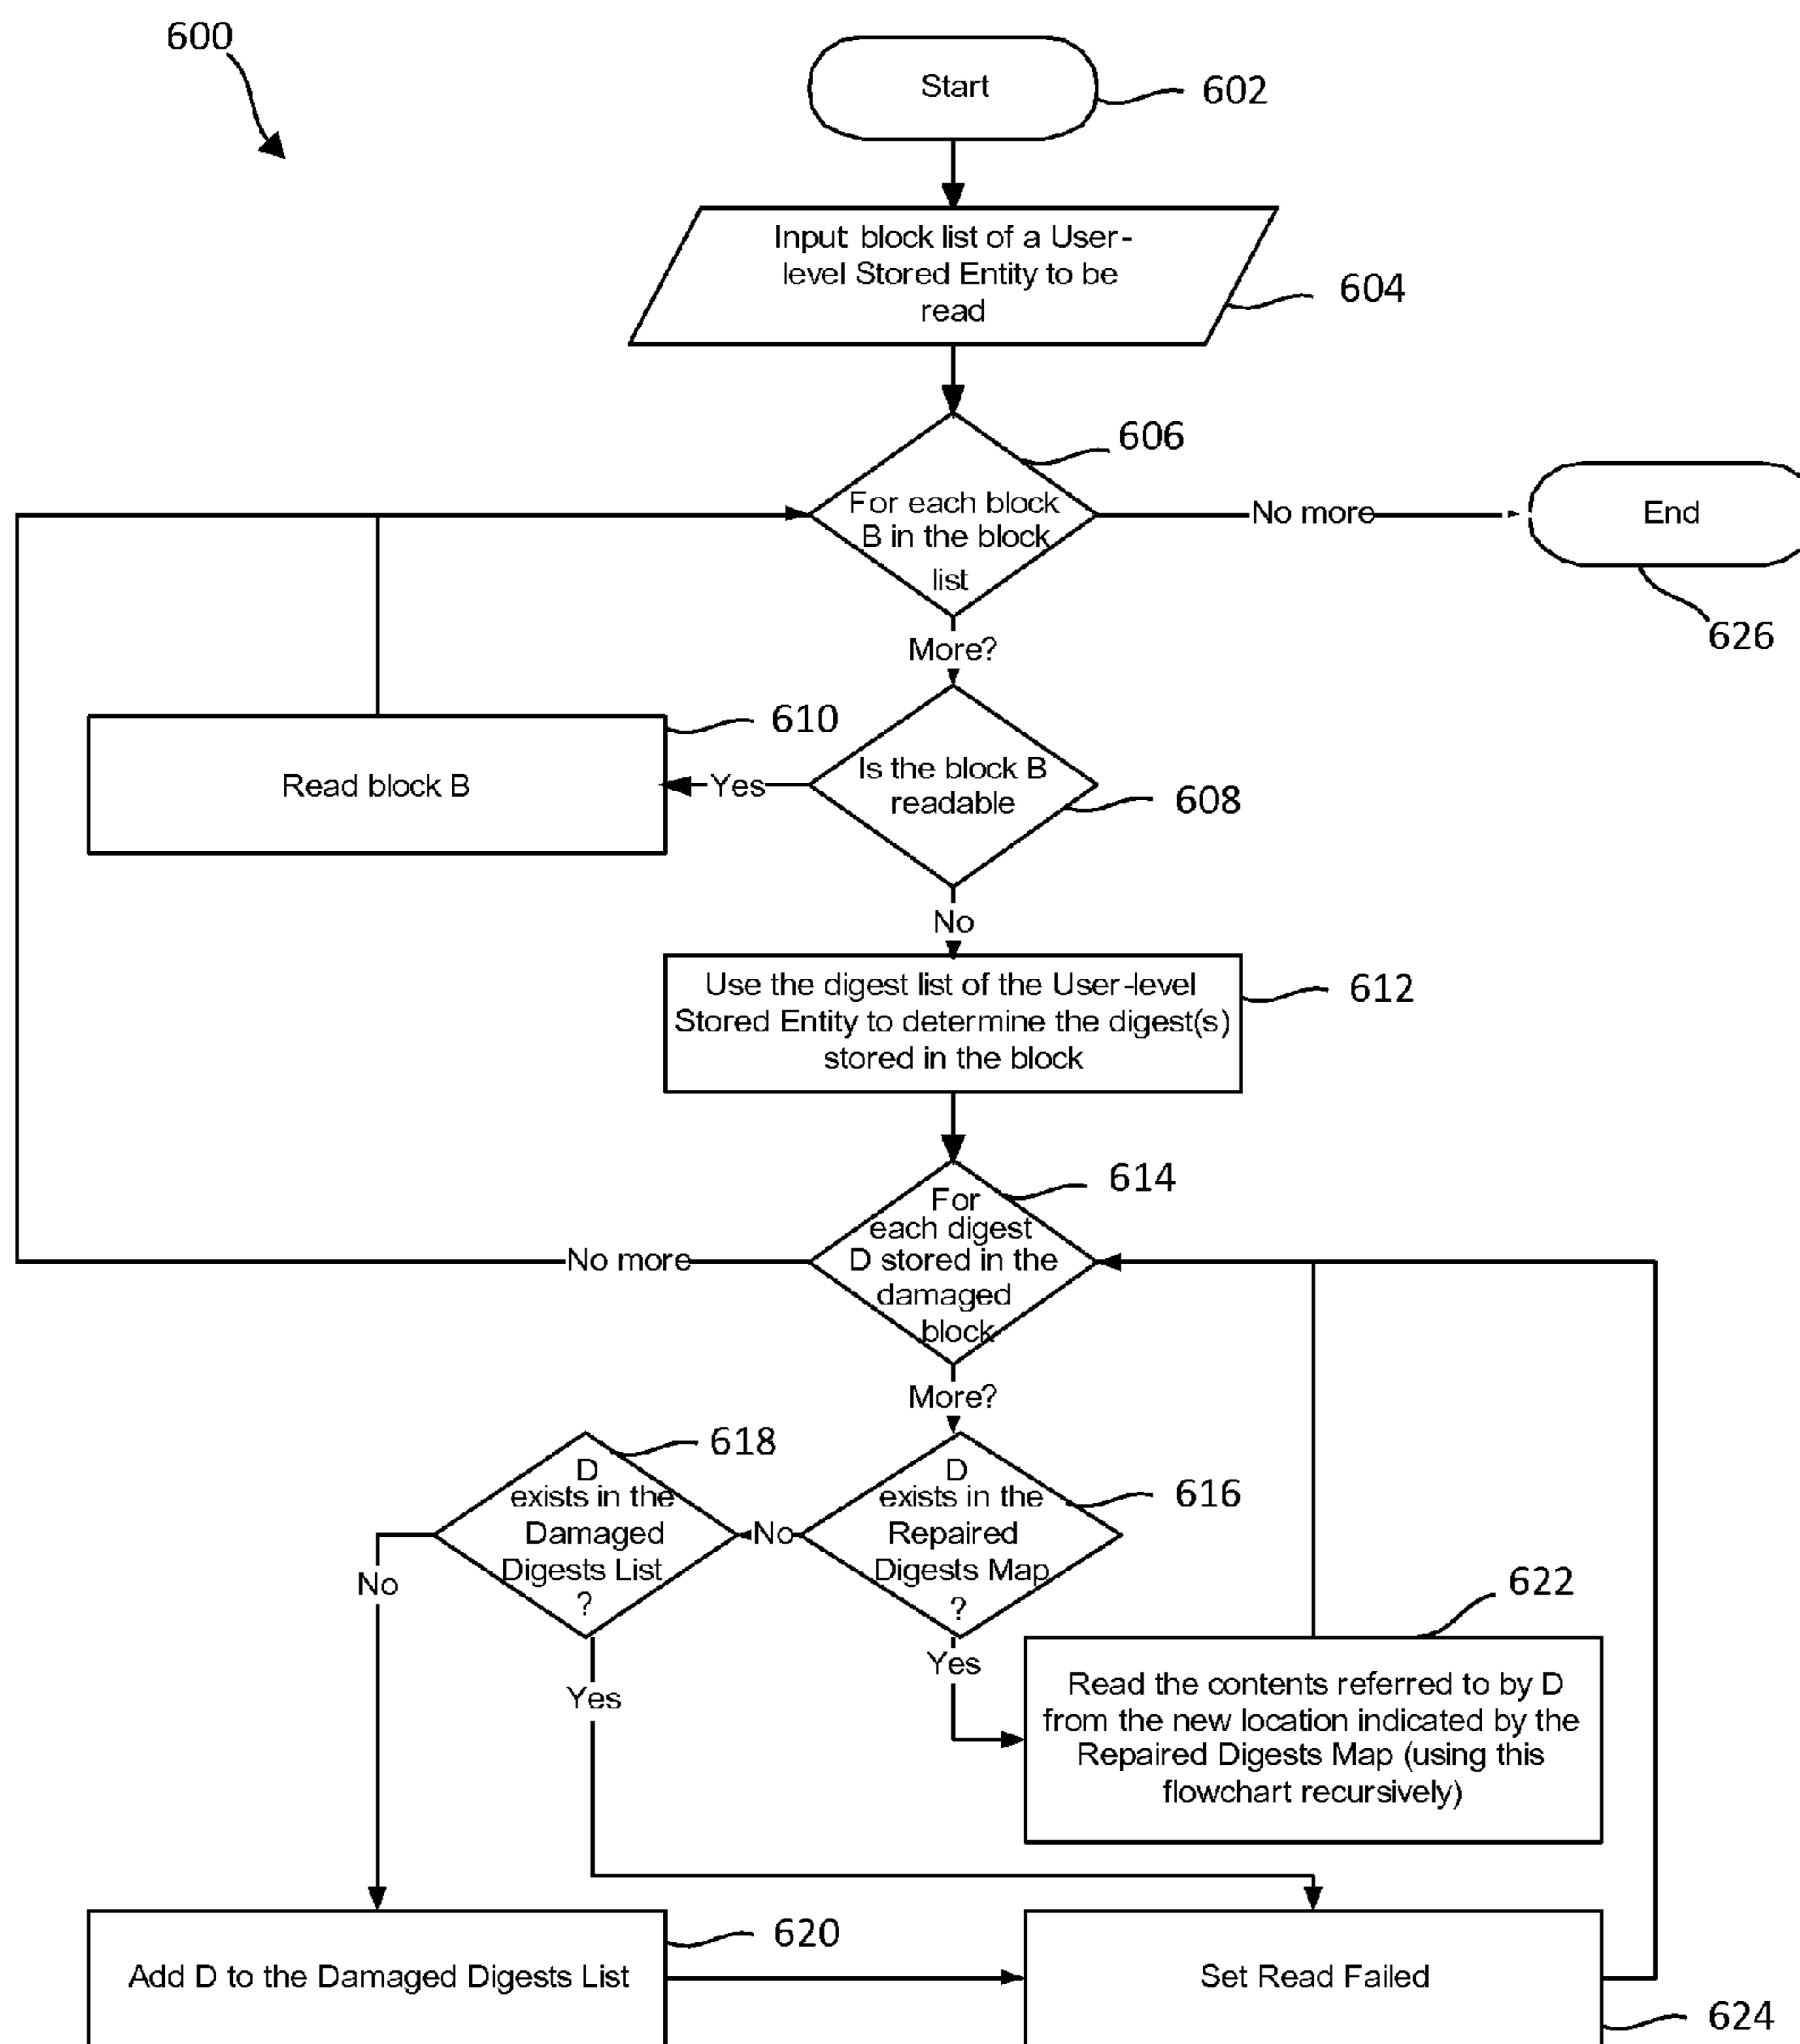 600
Start
602
Input: block list of a User-
level Stored Entity to be
read
604
606
For each block
B in the block
list
No more
End
626
More?
610
Read block B
Yes
Is the block B
readable
608
No
Use the digest list of the User-level
Stored Entity to determine the digest(s)
stored in the block
612
614
For
each digest
D stored in the
damaged
block
No more
More?
618
D
exists in the
Damaged
Digests List
?
No
D
exists in the
Repaired
Digests Map
?
616
No
Yes
Yes
622
Read the contents referred to by D
from the new location indicated by the
Repaired Digests Map (using this
flowchart recursively)
620
Add D to the Damaged Digests List
Set Read Failed
624